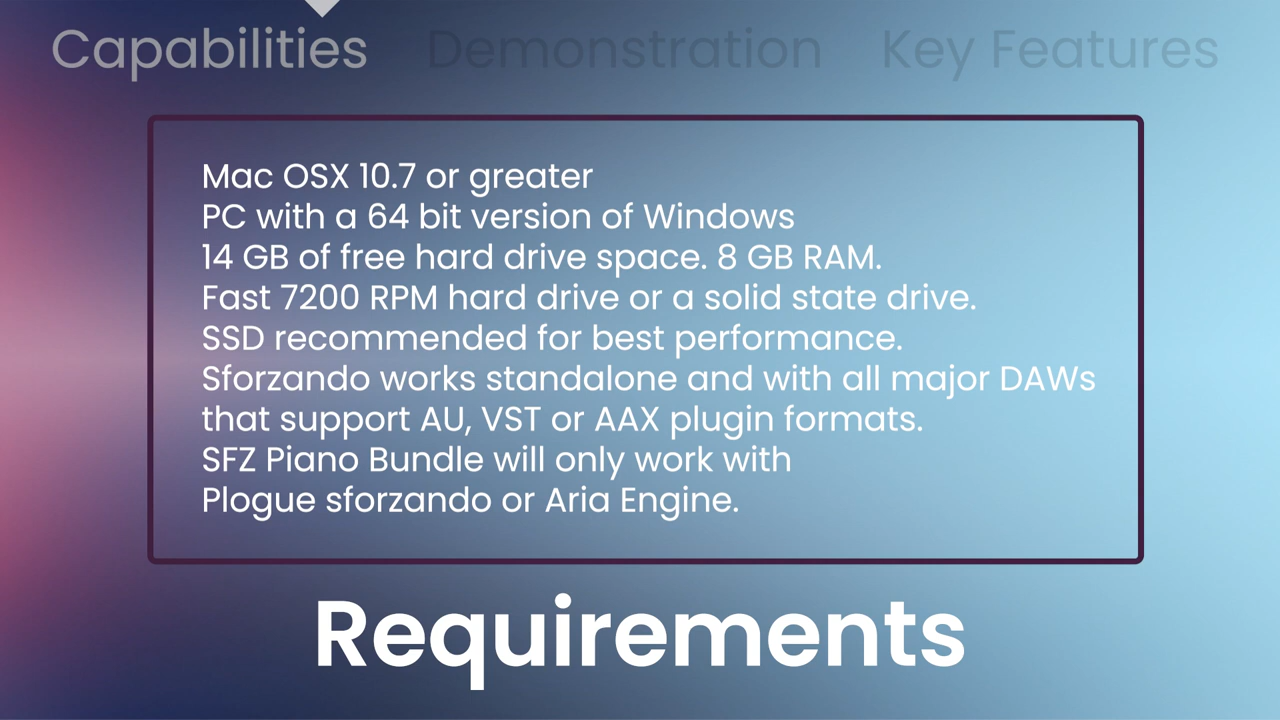 Capabilities Demonstration Key Features
Mac OSX 10.7 or greater
PC with a 64 bit version of Windows
14 GB of free hard drive space. 8 GB RAM.
Fast 7200 RPM hard drive or a solid state drive.
SSD recommended for best performance.
Sforzando works standalone and with all major DAWs
that support AU, VST or AAX plugin formats.
SFZ Piano Bundle will only work with
Plogue sforzando or Aria Engine.
Requirements